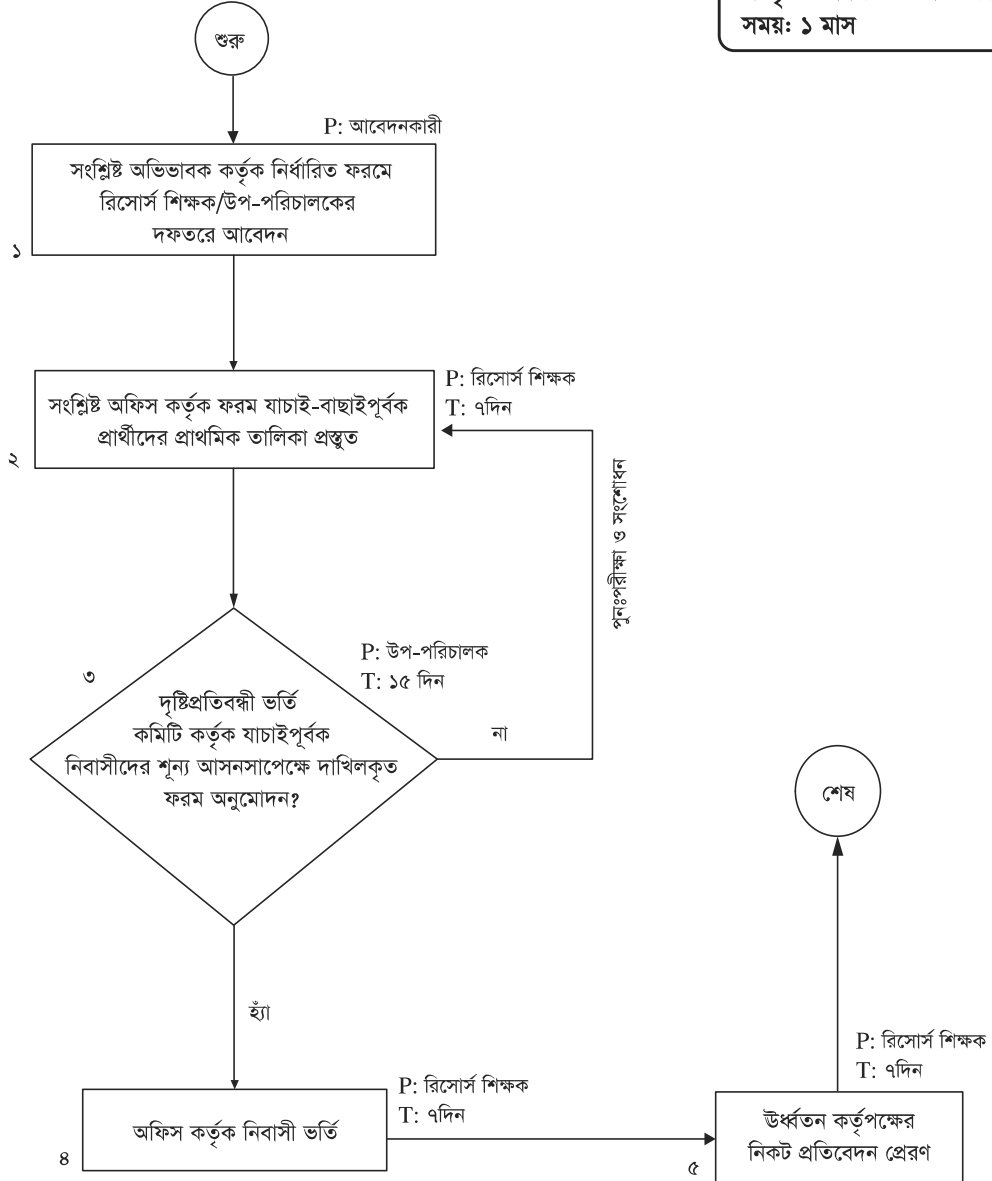 সময়: ১ মাস
শুরু
P: আবেদনকারী
সংশ্লিষ্ট অভিভাবক কর্তৃক নির্ধারিত ফরমে
রিসোর্স শিক্ষক/উপ-পরিচালকের
দফতরে আবেদন
১
P: রিসোর্স শিক্ষক
T: ৭দিন
সংশ্লিষ্ট অফিস কর্তৃক ফরম যাচাই-বাছাইপূর্বক
প্রার্থীদের প্রাথমিক তালিকা প্রস্তুত
২
পুনঃপরীক্ষা ও সংশোধন
P: উপ-পরিচালক
T: ১৫ দিন
৩
দৃষ্টিপ্রতিবন্ধী ভর্তি
কমিটি কর্তৃক যাচাইপূর্বক
নিবাসীদের শূন্য আসনসাপেক্ষে দাখিলকৃত
ফরম অনুমোদন?
না
শেষ
হ্যাঁ
P: রিসোর্স শিক্ষক
T: ৭দিন
অফিস কর্তৃক নিবাসী ভর্তি
৪
P: রিসোর্স শিক্ষক
T: ৭দিন
ঊর্ধ্বতন কর্তৃপক্ষের
নিকট প্রতিবেদন প্রেরণ
৫